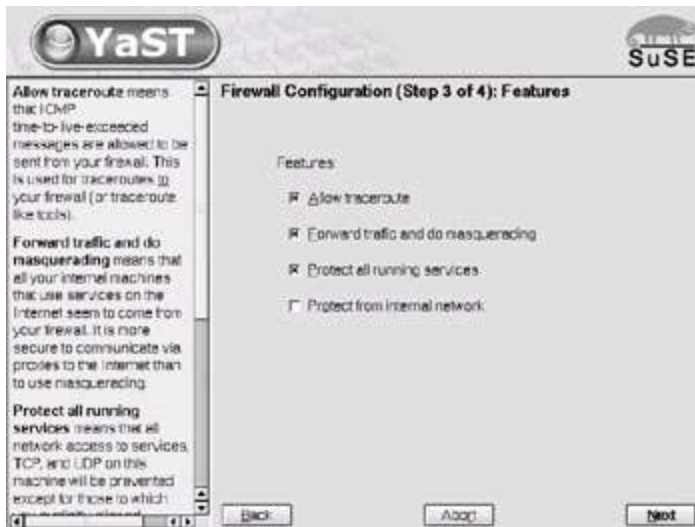 YaST
SuSE
Allow traceroute means
that ICMP
time-to-live-exceeded
messages are allowed to be
sent from your firewall. This
is used for traceroutes to
your firewall (or traceroute
like tools).
Forward traffic and do
masquerading means that
all your internal machines
that use services on the
Internet seem to come from
your firewall. It is more
secure to communicate via
proxies to the Internet than
to use masquerading.
Protect all running
services means that all
network access to services,
TCP, and UDP on this
machine will be prevented
except for those to which
Firewall Configuration (Step 3 of 4): Features
Features
Allow traceroute
Forward traffic and do masquerading
Protect all running services
Protect from internal network
Back
Abort
Next